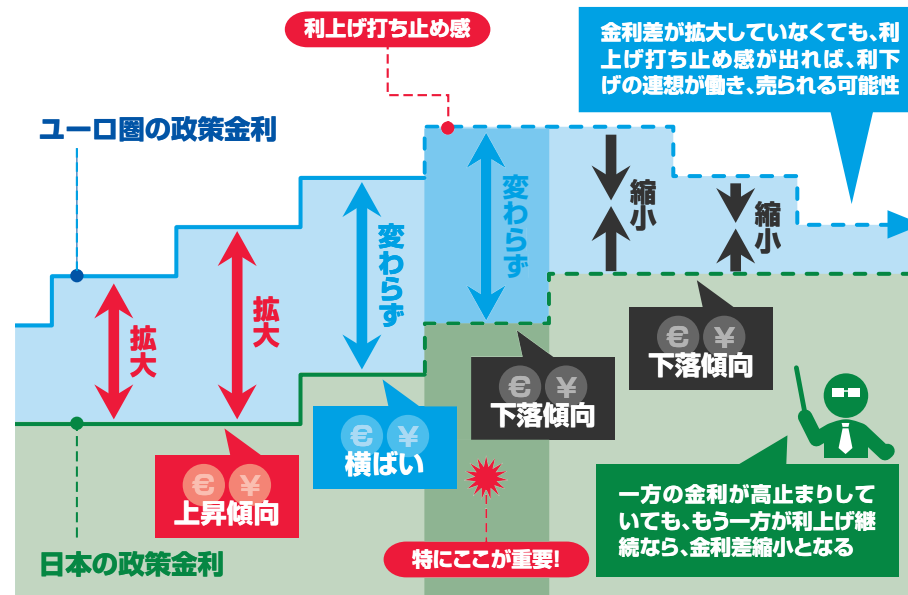 利上げ打ち止め感
金利差が拡大していなくても、利
上げ打ち止め感が出れば、利下
げの連想が働き、売られる可能性
ユーロ圏の政策金利
拡大
拡大
変わらず
変わらず
縮小
縮小
€ ¥
上昇傾向
€ ¥
横ばい
€ ¥
下落傾向
€ ¥
下落傾向
特にここが重要!
一方の金利が高止まりして
いても、もう一方が利上げ継
続なら、金利差縮小となる
日本の政策金利